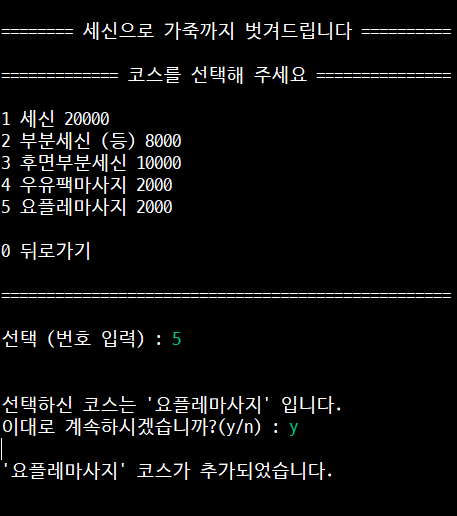 ======== 세신으로 가죽까지 벗겨드립니다 ==========
============= 코스를 선택해 주세요 ===============
1 세신 20000
2 부분세신 (등) 8000
3 후면부분세신 10000
4 우유팩마사지 2000
5 요플레마사지 2000
0 뒤로가기
==================================================
선택 (번호 입력) : 5
선택하신 코스는 '요플레마사지' 입니다.
이대로 계속하시겠습니까?(y/n) : y
'요플레마사지' 코스가 추가되었습니다.